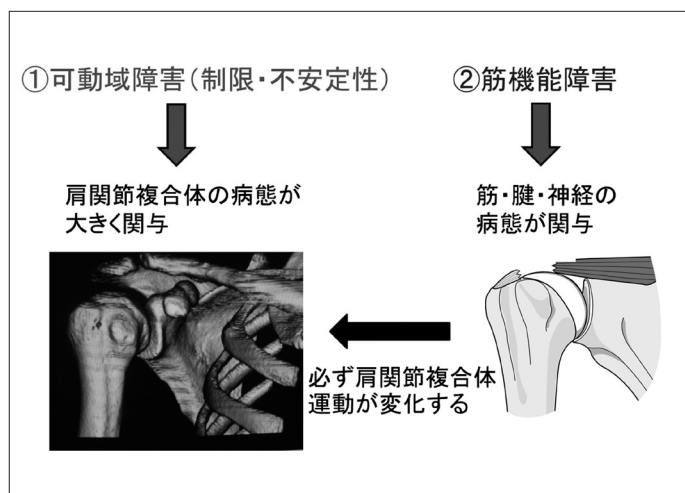 ①可動域障害(制限・不安定性)
②筋機能障害
肩関節複合体の病態が
大きく関与
筋・腱・神経の
病態が関与
必ず肩関節複合体
運動が変化する